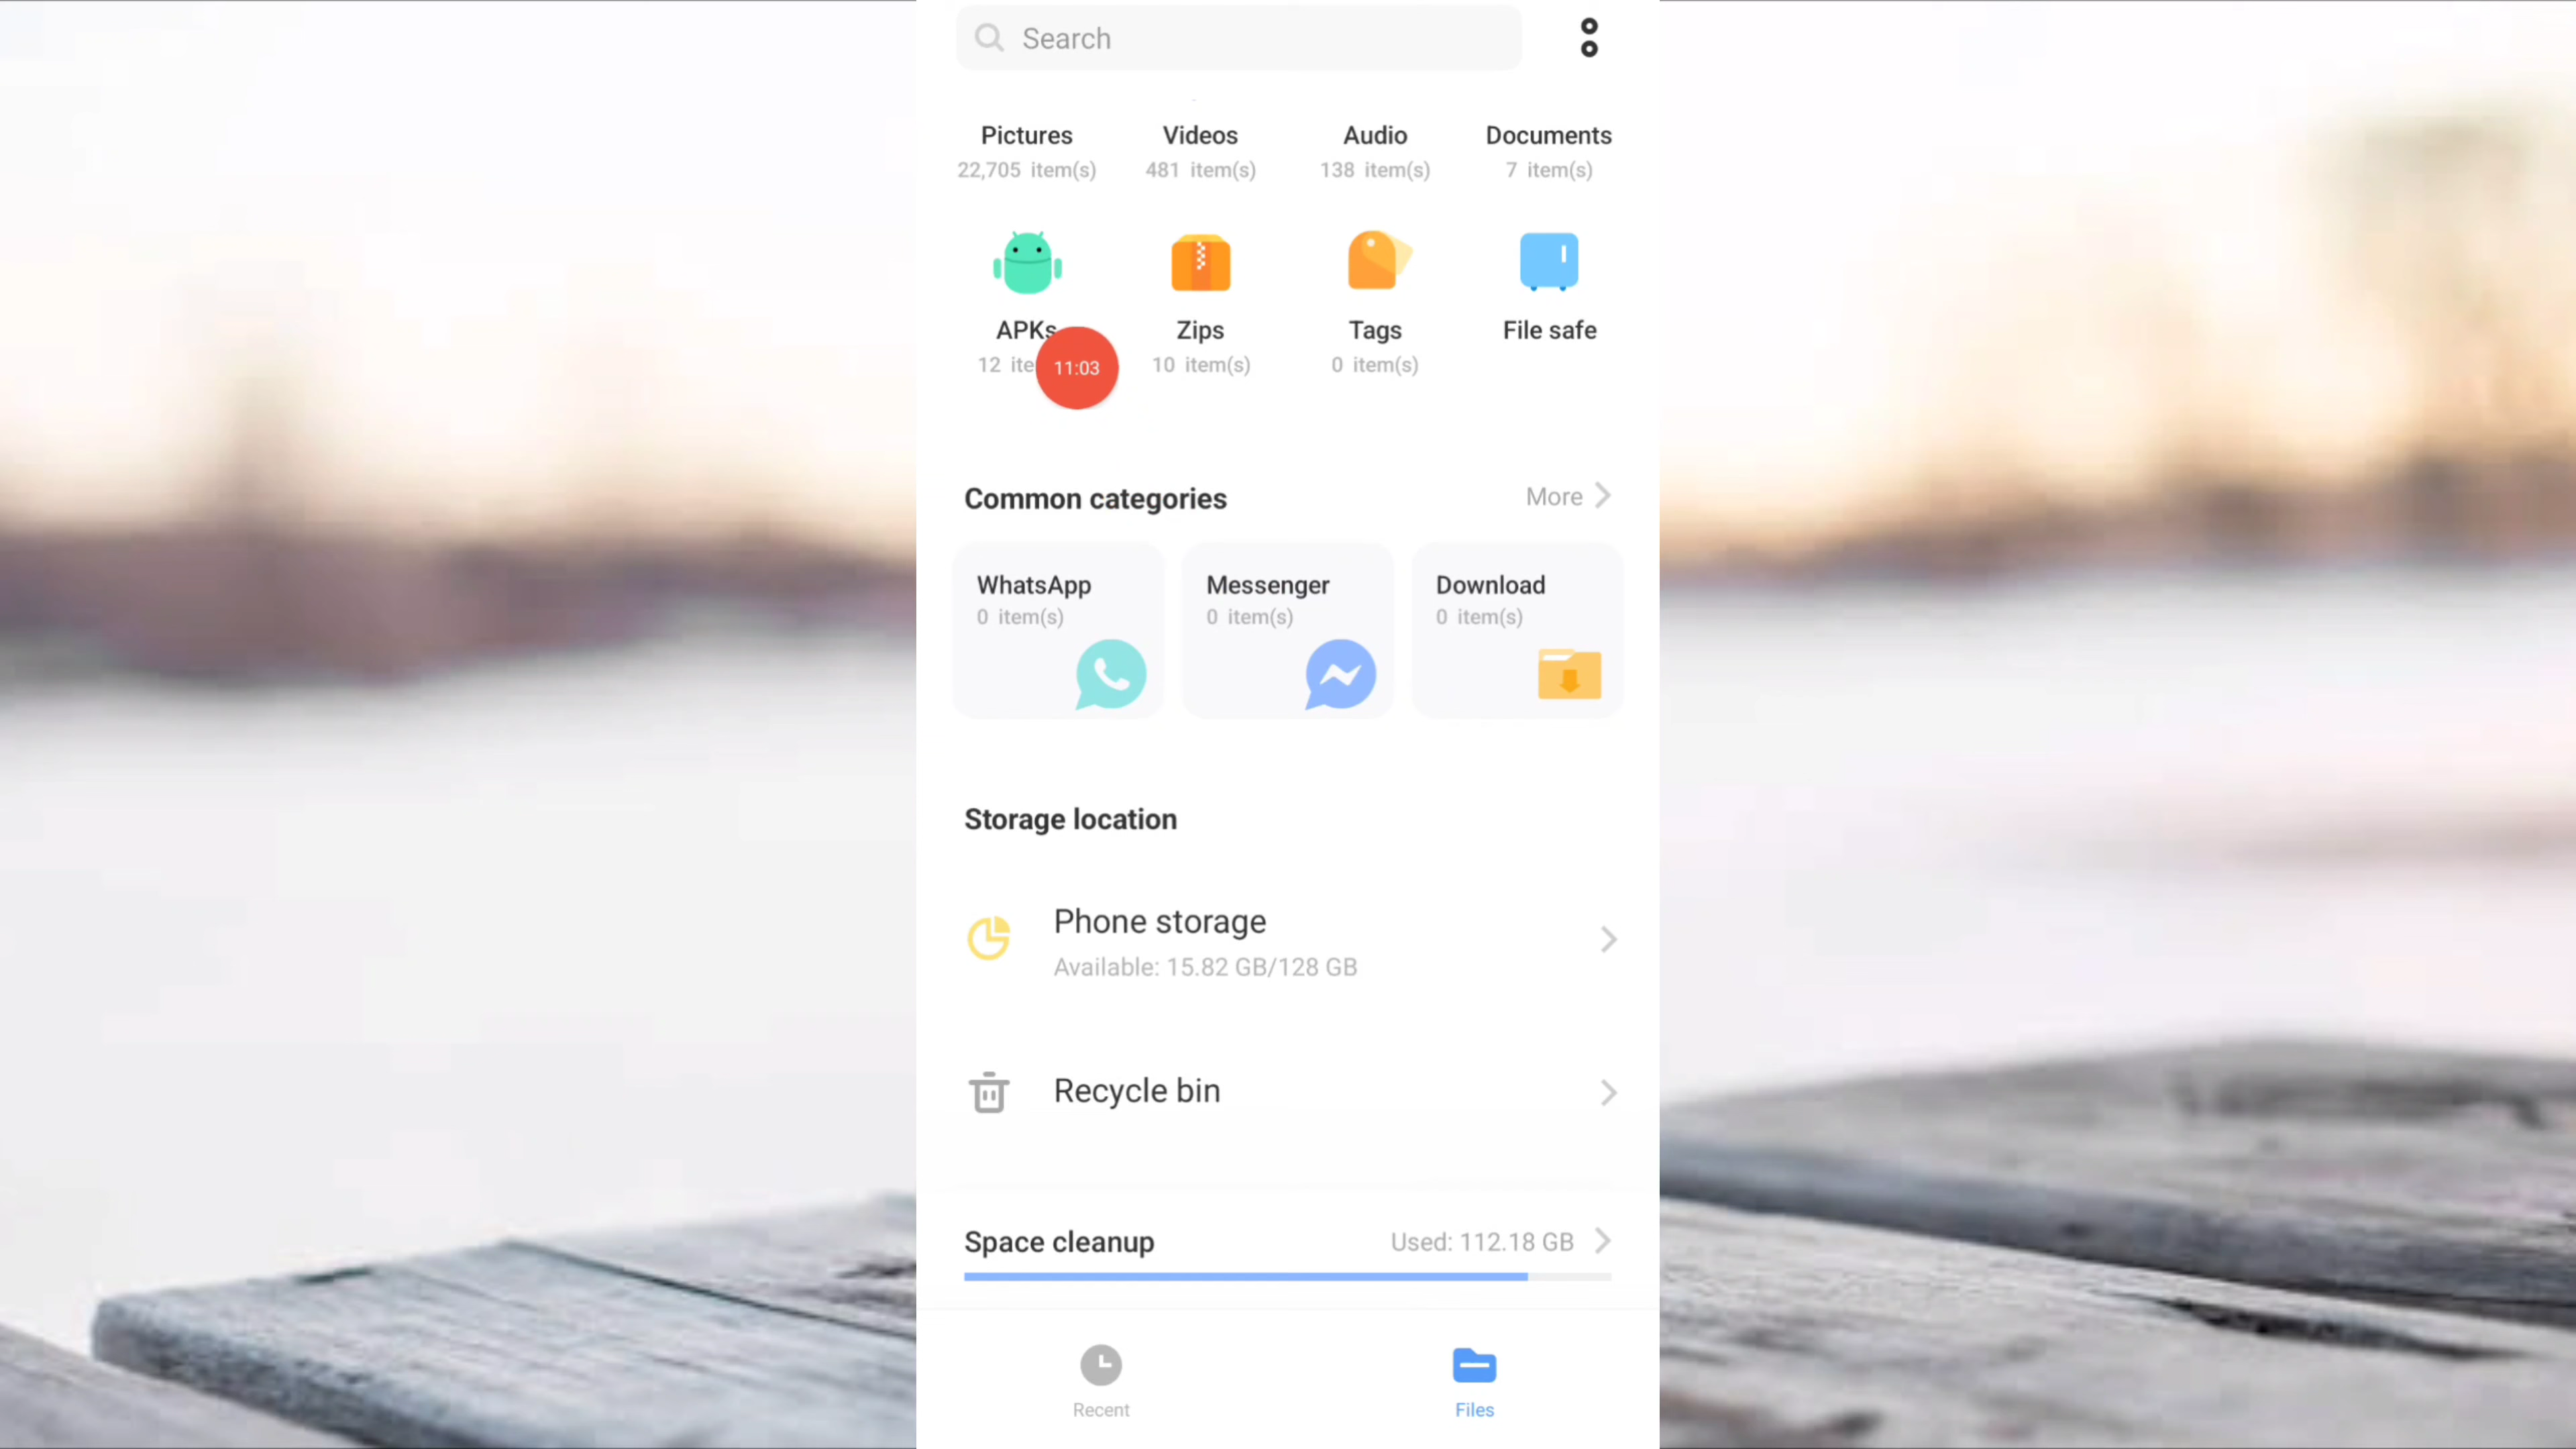 Search
Pictures Videos Audio Documents
22,705 item(s) 481 item(s) 138 item(s) 7 item(s)
APKs Zips Tags File safe
12 ite 11:03 10 item(s) 0 item(s)
Common categories More
WhatsApp Messenger Download
0 item(s) 0 item(s) 0 item(s)
Storage location
Phone storage
Available: 15.82 GB/128 GB
Recycle bin
Space cleanup Used: 112.18 GB
Recent Files